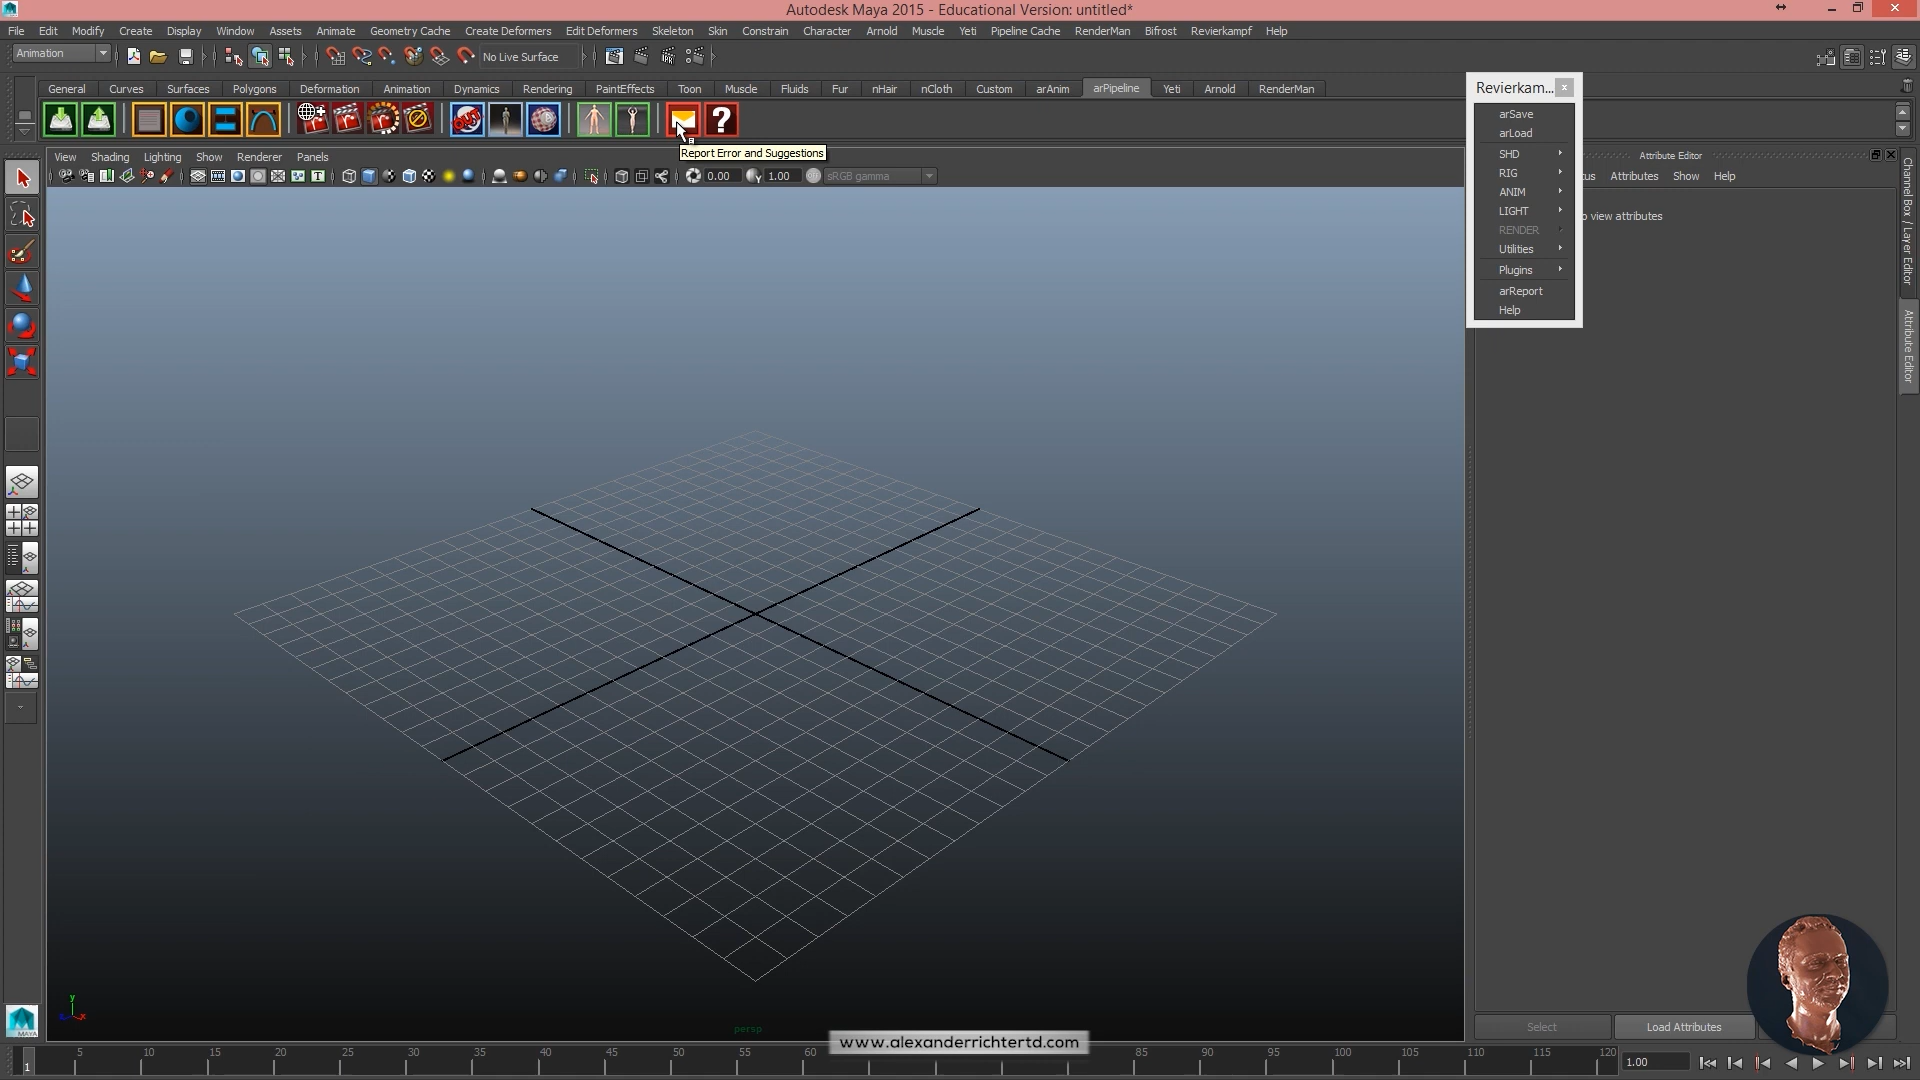 Autodesk Maya 2015 - Educational Version: untitled*
File Edit Modify Create Display Window Assets Animate Geometry Cache Create Deformers Edit Deformers Skeleton Skin Constrain Character Arnold Muscle Yeti Pipeline Cache RenderMan Bifrost Revierkampf Help
Animation No Live Surface
General Curves Surfaces Polygons Deformation Animation Dynamics Rendering PaintEffects Toon Muscle Fluids Fur nHair nCloth Custom arAnim arPipeline Yeti Arnold RenderMan
OUT ?
Report Error and Suggestions
View Shading Lighting Show Renderer Panels
0.00 1.00 sRGB gamma
Revierkam...
arSave
arLoad
SHD
RIG
ANIM
LIGHT
RENDER
Utilities
Plugins
arReport
Help
Attribute Editor
Attributes Show Help
o view attributes
Channel Box / Layer Editor
Attribute Editor
y
x
persp
MAYA
www.alexanderrichtertd.com
Select Load Attributes
5 10 15 20 25 30 35 40 45 50 55 60 85 90 95 100 105 110 115 120
1 1.00